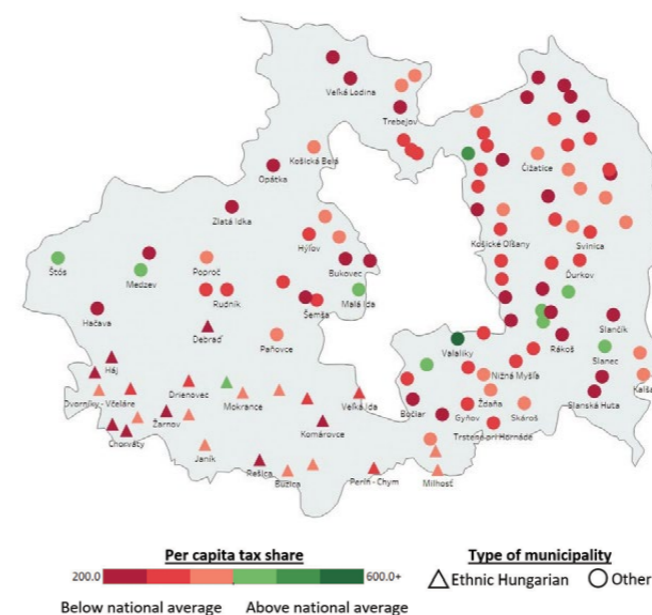 Veľká Lodina
Trebejov
Košická Belá
Opátka
Čižatice
Zlatá Idka
Hýľov
Košické Oľšany
Svinica
Štós
Medzev
Poproč
Bukovec
Ďurkov
Rudník
Malá Ida
Šemša
Hačava
Slančík
Debraď
Paňovce
Valaliky
Rákoš
Slanec
Háj
Nižná Myšľa
Kalša
Dvorníky - Včeláre
Drienovec
Mokrance
Veľká Ida
Ždaňa
Slanská Huta
Žarnov
Bočiar
Gyňov
Skároš
Chorváty
Komárovce
Trstené pri Hornáde
Janík
Rešica
Buzica
Perín - Chym
Milhosť
Per capita tax share
Type of municipality
200.0
600.0+
Ethnic Hungarian
Other
Below national average
Above national average